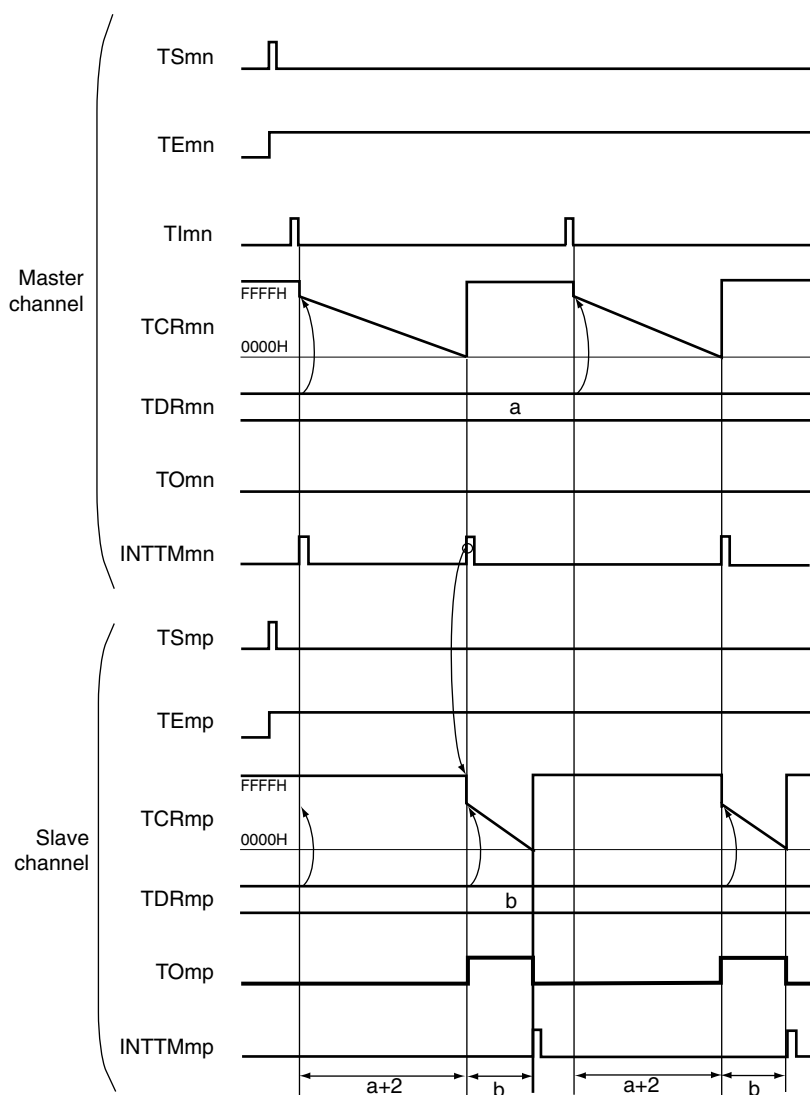 TSmn
TEmn
TImn
Master
channel
FFFFH
TCRmn
0000H
TDRmn
a
TOmn
INTTMmn
TSmp
TEmp
FFFFH
TCRmp
0000H
Slave
channel
TDRmp
b
TOmp
INTTMmp
a+2
b
a+2
b